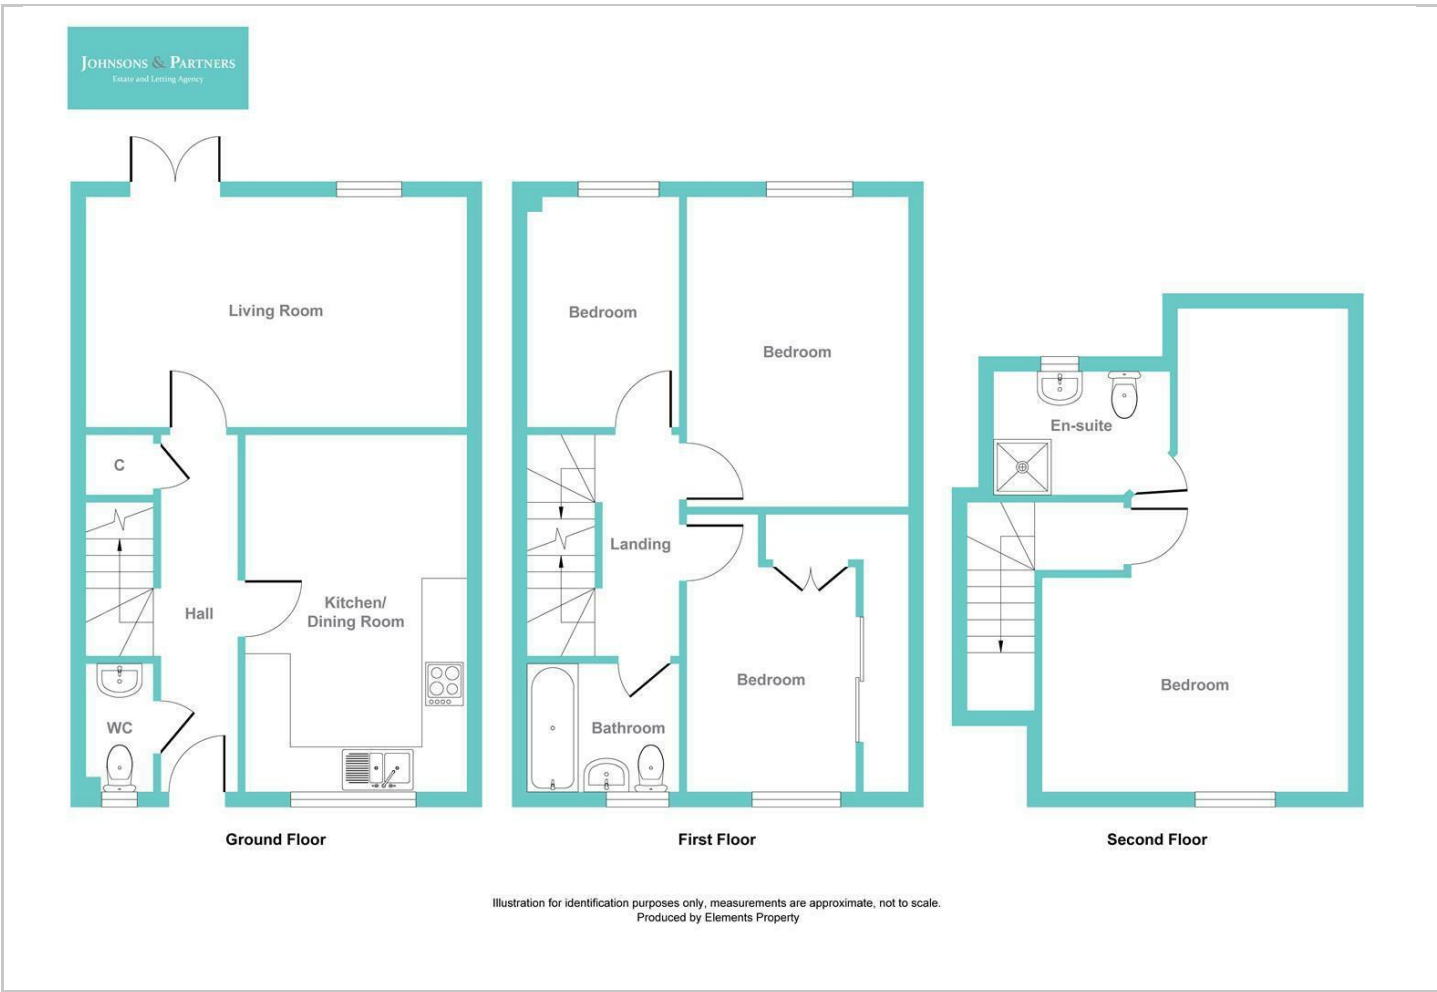 JOHNSONS & PARTNERS
Estate and Letting Agency
Living Room
C
Hall
Kitchen/
Dining Room
WC
Ground Floor
Bedroom
Bedroom
Landing
Bedroom
Bathroom
First Floor
En-suite
Bedroom
Second Floor
Illustration for identification purposes only, measurements are approximate, not to scale.
Produced by Elements Property